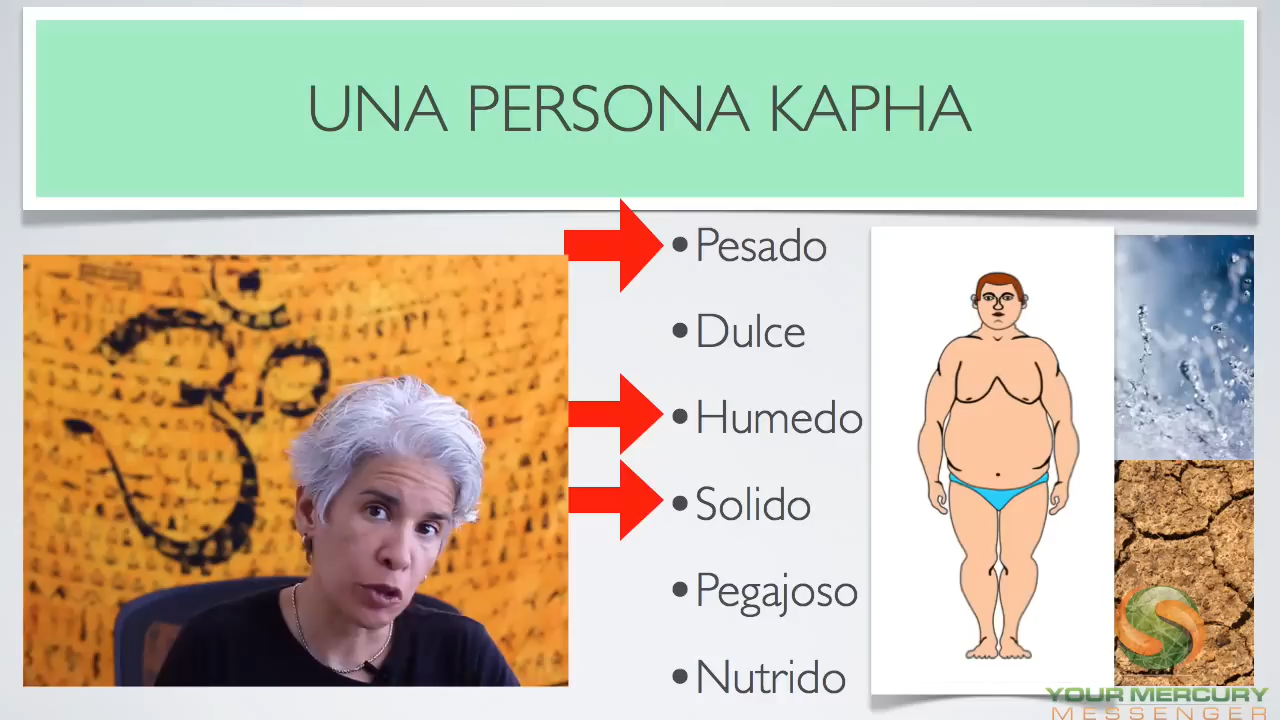 UNA PERSONA KAPHA
• Pesado
• Dulce
• Humedo
• Solido
• Pegajoso
• Nutrido
YOUR MERCURY
MESSENGER